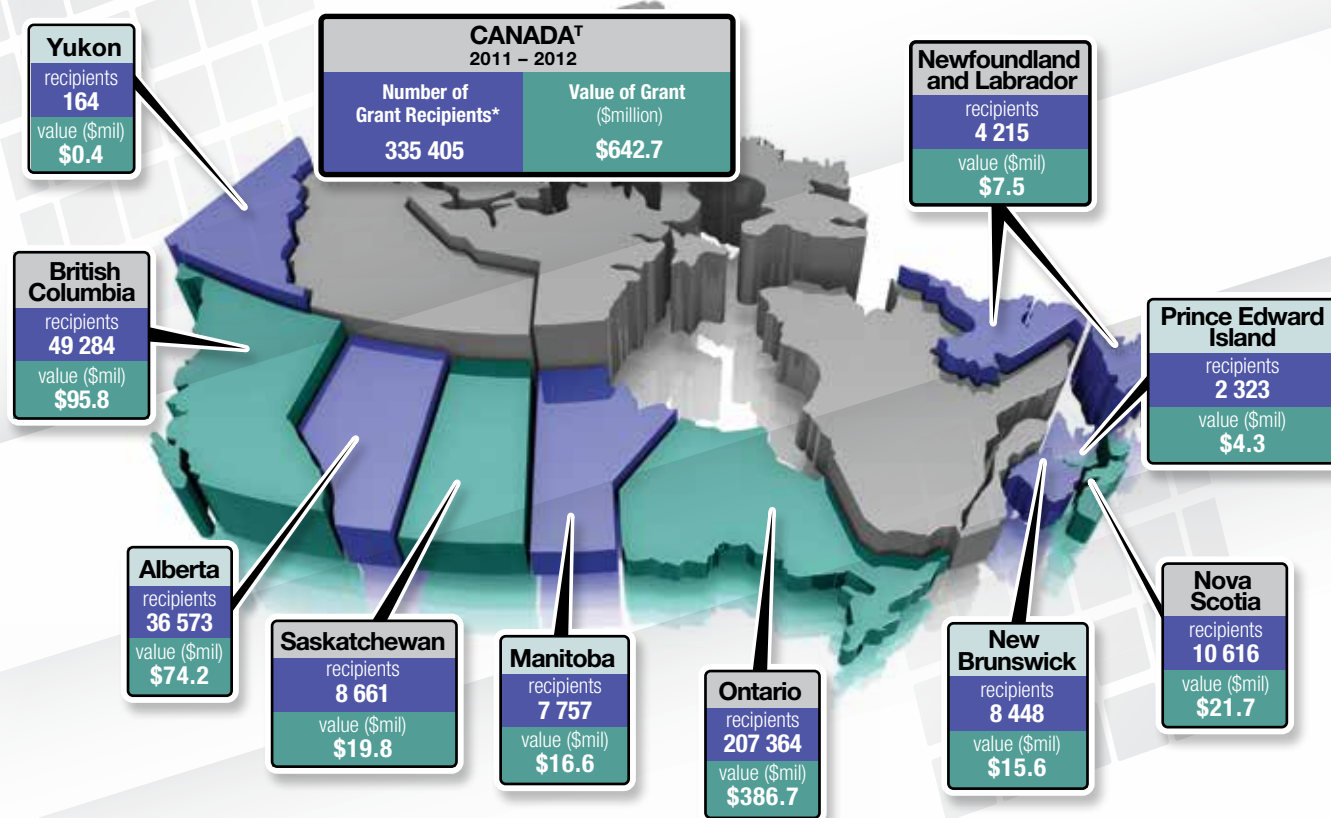 CANADAᵀ
2011 – 2012
Number of
Grant Recipients*
335 405
Value of Grant
($million)
$642.7
Yukon
recipients
164
value ($mil)
$0.4
Newfoundland
and Labrador
recipients
4 215
value ($mil)
$7.5
British
Columbia
recipients
49 284
value ($mil)
$95.8
Prince Edward
Island
recipients
2 323
value ($mil)
$4.3
Alberta
recipients
36 573
value ($mil)
$74.2
Saskatchewan
recipients
8 661
value ($mil)
$19.8
Manitoba
recipients
7 757
value ($mil)
$16.6
Ontario
recipients
207 364
value ($mil)
$386.7
New
Brunswick
recipients
8 448
value ($mil)
$15.6
Nova
Scotia
recipients
10 616
value ($mil)
$21.7